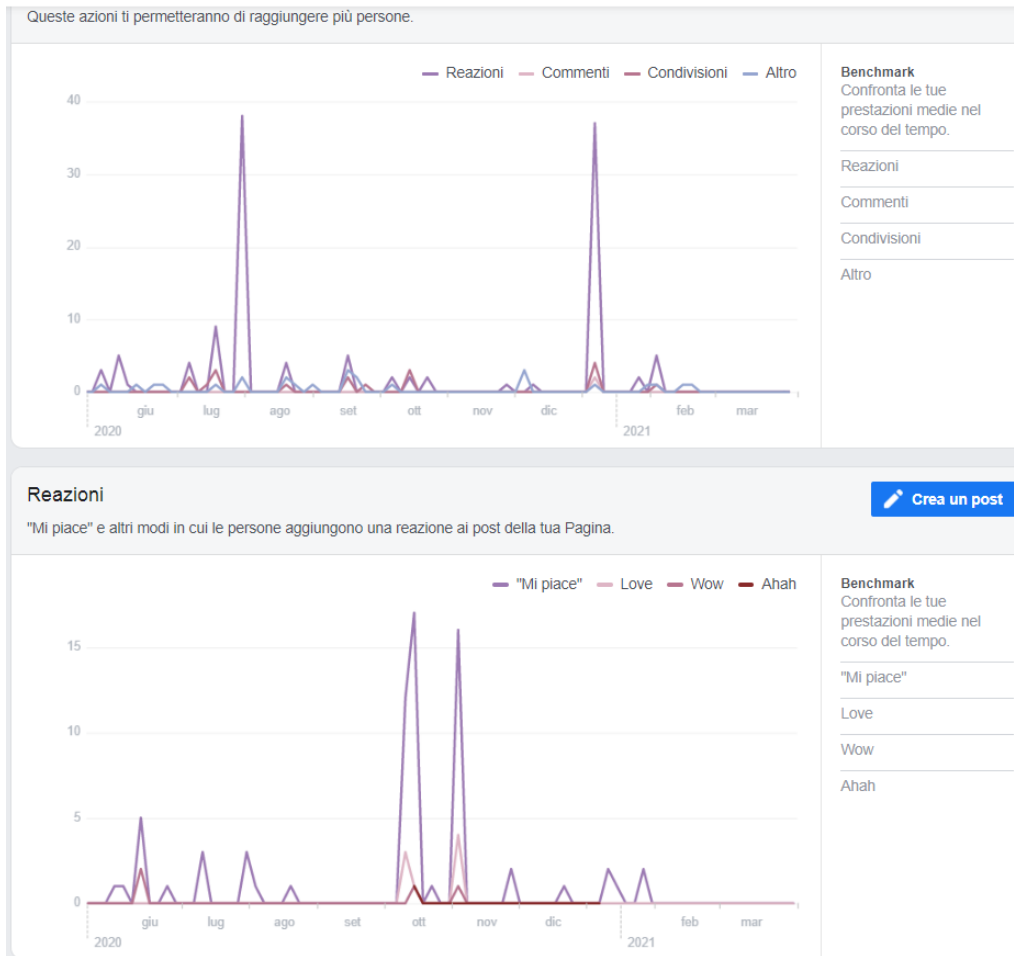 Queste azioni ti permetteranno di raggiungere più persone.
Reazioni Commenti Condivisioni Altro
40
30
20
10
0
giu lug ago set ott nov dic feb mar
2020 2021
Benchmark
Confronta le tue
prestazioni medie nel
corso del tempo.
Reazioni
Commenti
Condivisioni
Altro
Reazioni
Crea un post
"Mi piace" e altri modi in cui le persone aggiungono una reazione ai post della tua Pagina.
"Mi piace" Love Wow Ahah
15
10
5
0
giu lug ago set ott nov dic feb mar
2020 2021
Benchmark
Confronta le tue
prestazioni medie nel
corso del tempo.
"Mi piace"
Love
Wow
Ahah